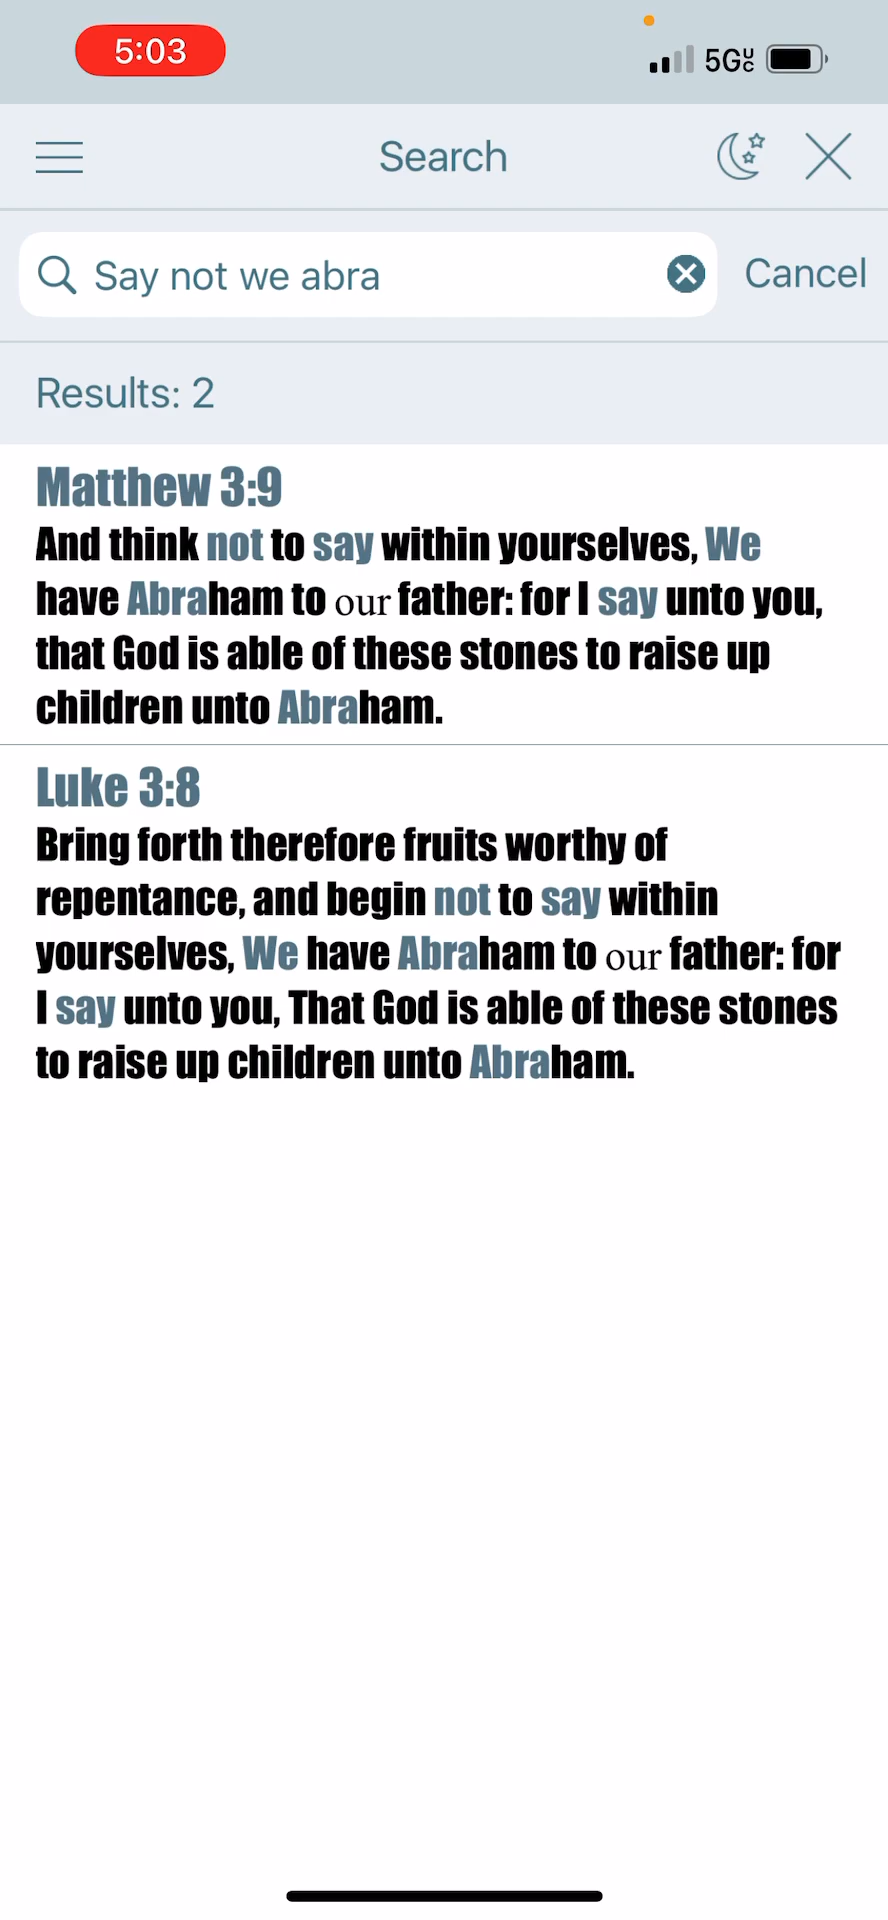 5:03
5GUC
Search
Say not we abra
Cancel
Results: 2
Matthew 3:9
And think not to say within yourselves, We
have Abraham to our father: for I say unto you,
that God is able of these stones to raise up
children unto Abraham.
Luke 3:8
Bring forth therefore fruits worthy of
repentance, and begin not to say within
yourselves, We have Abraham to our father: for
I say unto you, That God is able of these stones
to raise up children unto Abraham.